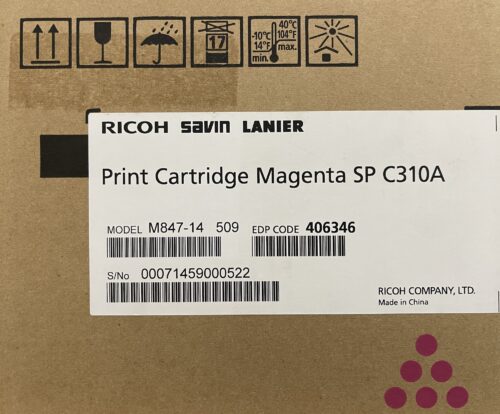 17
-10℃
14°F
min.
40℃
104°F
max.
RICOH Savin LANIER
Print Cartridge Magenta SP C310A
MODEL M847-14 509 EDP CODE 406346
S/No 00071459000522
RICOH COMPANY, LTD.
Made in China